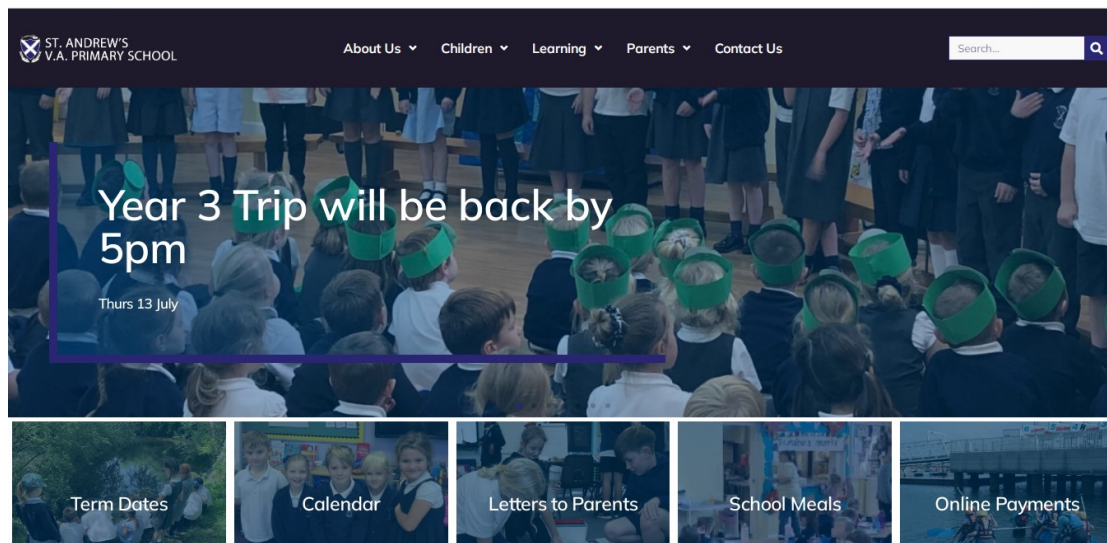 ST. ANDREW'S
V.A. PRIMARY SCHOOL
About Us
Children
Learning
Parents
Contact Us
Search...
Year 3 Trip will be back by
5pm
Thurs 13 July
Term Dates
Calendar
Letters to Parents
School Meals
Online Payments